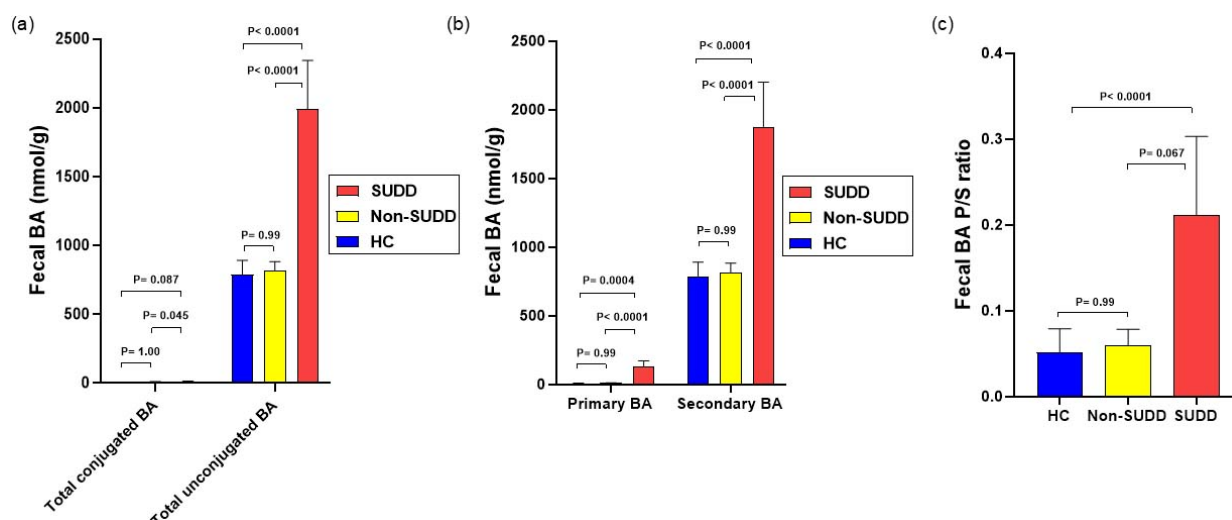 (a)
Fecal BA (nmol/g)
2500
2000
1500
1000
500
0
P< 0.0001
P< 0.0001
P= 0.99
P= 0.087
P= 0.045
P= 1.00
Total conjugated BA
Total unconjugated BA
SUDD
Non-SUDD
HC
(b)
Fecal BA (nmol/g)
2500
2000
1500
1000
500
0
P< 0.0001
P< 0.0001
P= 0.99
P= 0.0004
P< 0.0001
P= 0.99
Primary BA
Secondary BA
SUDD
Non-SUDD
HC
(c)
Fecal BA P/S ratio
0.4
0.3
0.2
0.1
0.0
P< 0.0001
P= 0.067
P= 0.99
HC
Non-SUDD
SUDD